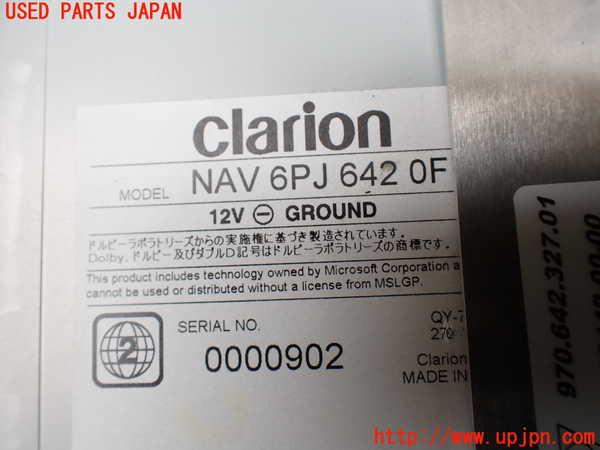 USED PARTS JAPAN
clarion
MODEL NAV 6PJ 642 0F
12V ⊖ GROUND
ドルビーラボラトリーズからの実施権に基づき製造されています。
Dolby、ドルビー及びダブルD記号はドルビーラボラトリーズの商標です。
This product includes technology owned by Microsoft Corporation a
cannot be used or distributed without a license from MSLGP.
2
SERIAL NO.
0000902
QY-7
270
Clarion
MADE IN
970.642.327.01
http://www.upjpn.com/